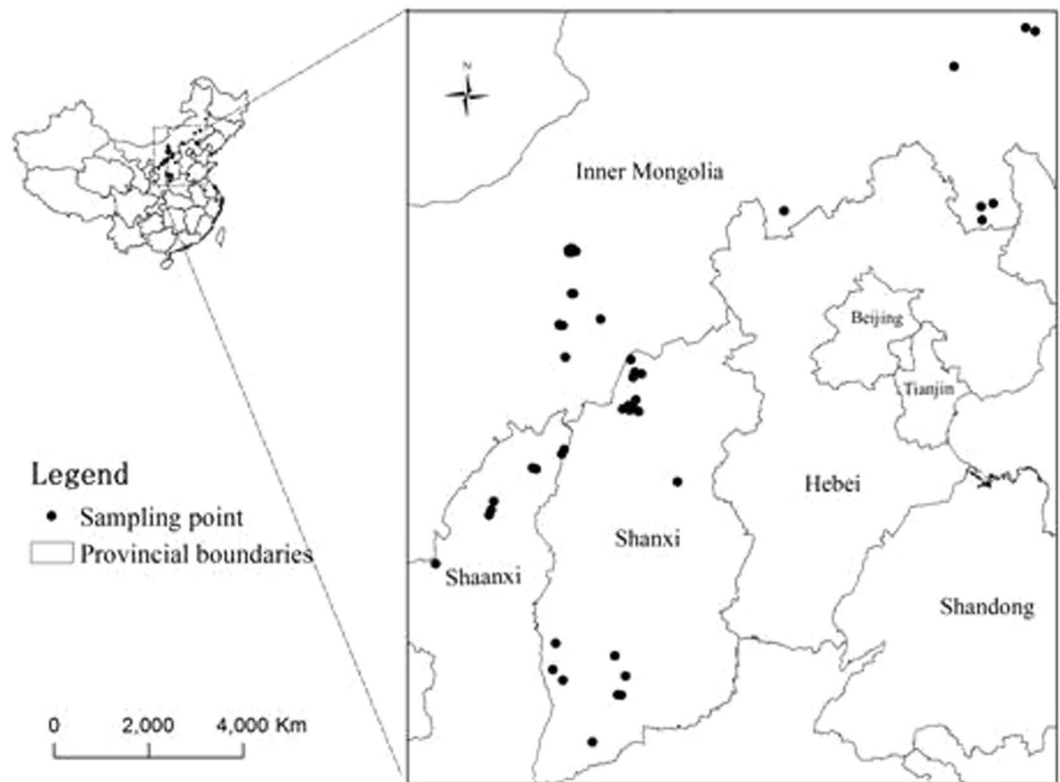 N
Inner Mongolia
Beijing
Tianjin
Legend
Hebei
Sampling point
Shanxi
Provincial boundaries
Shaanxi
Shandong
0 2,000 4,000 Km